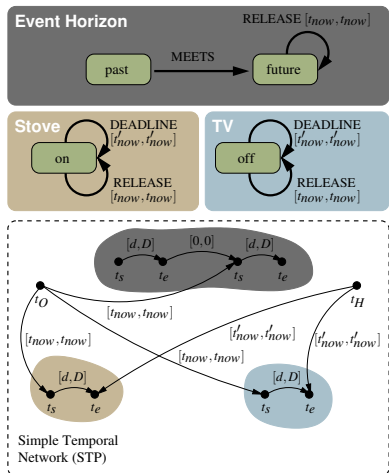 Event Horizon
RELEASE [t_now, t_now]
MEETS
past
future
Stove
DEADLINE
[t'_now, t'_now]
on
RELEASE
[t_now, t_now]
TV
DEADLINE
[t'_now, t'_now]
off
RELEASE
[t_now, t_now]
[d, D] [0, 0] [d, D]
t_s t_e t_s t_e
t_O
t_H
[t_now, t_now]
[t_now, t_now]
[t_now, t_now]
[t'_now, t'_now]
[t'_now, t'_now]
[d, D]
t_s t_e
[d, D]
t_s t_e
Simple Temporal
Network (STP)